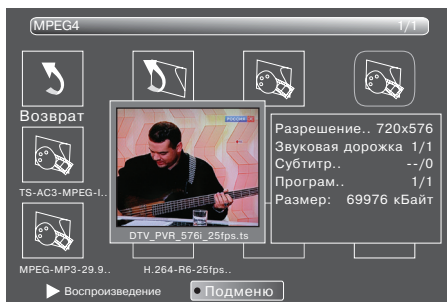 MPEG4 1/1
Возврат
РОССИЯ
Разрешение.. 720x576
Звуковая дорожка 1/1
Субтитр.. --/0
Програм.. 1/1
Размер: 69976 кБайт
TS-AC3-MPEG-I..
DTV_PVR_576i_25fps.ts
MPEG-MP3-29.9.. H.264-R6-25fps..
Воспроизведение Подменю